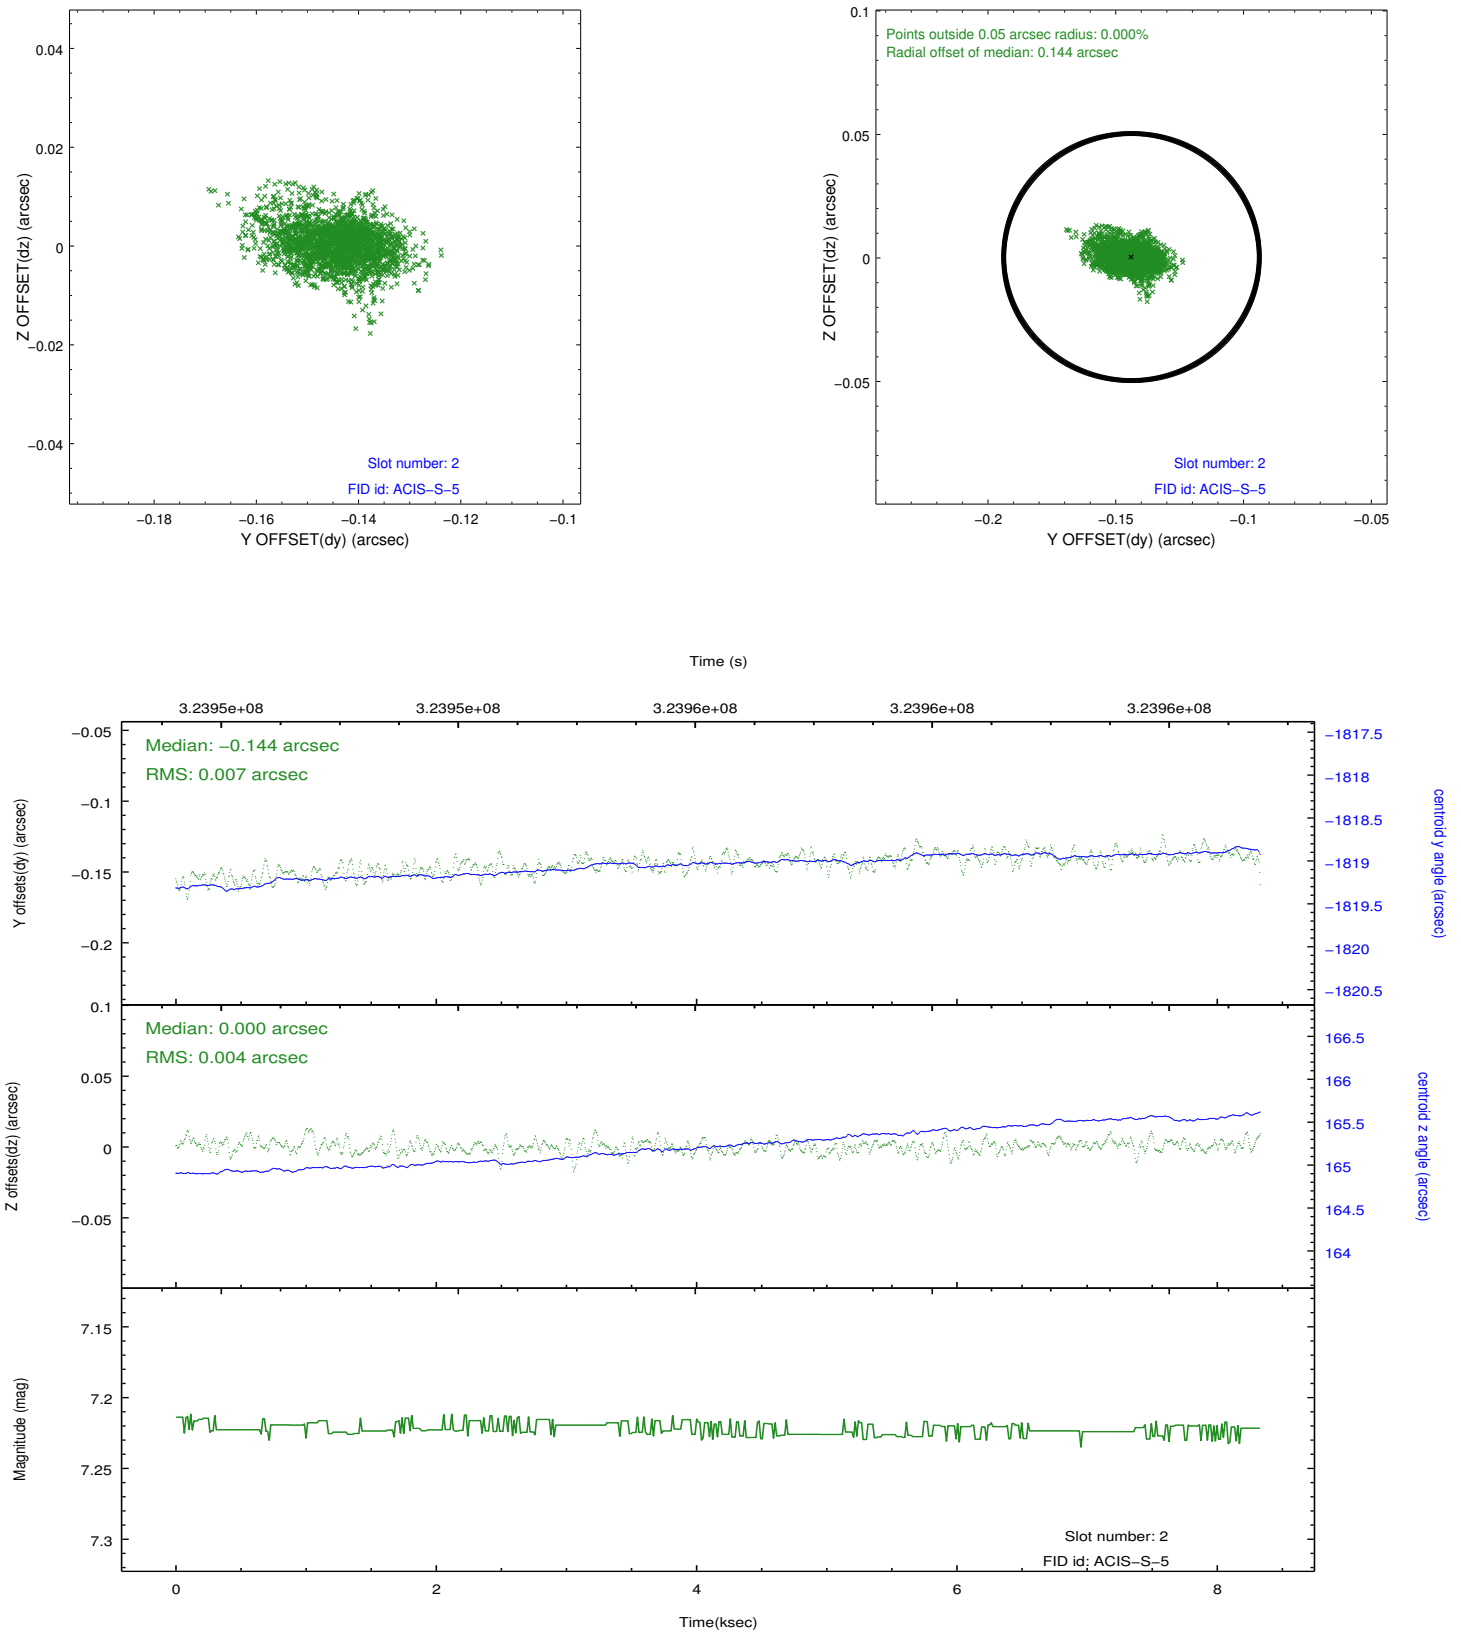 0.04
0.02
0
−0.02
−0.04
Z OFFSET(dz) (arcsec)
Slot number: 2
FID id: ACIS−S−5
−0.18
−0.16
−0.14
−0.12
−0.1
Y OFFSET(dy) (arcsec)
0.1
0.05
0
−0.05
Z OFFSET(dz) (arcsec)
Points outside 0.05 arcsec radius: 0.000%
Radial offset of median: 0.144 arcsec
Slot number: 2
FID id: ACIS−S−5
−0.2
−0.15
−0.1
−0.05
Y OFFSET(dy) (arcsec)
Time (s)
3.2395e+08
3.2395e+08
3.2396e+08
3.2396e+08
3.2396e+08
−0.05
−0.1
−0.15
−0.2
Y offsets(dy) (arcsec)
Median: −0.144 arcsec
RMS: 0.007 arcsec
−1817.5
−1818
−1818.5
−1819
−1819.5
−1820
−1820.5
centroid y angle (arcsec)
0.1
0.05
0
−0.05
Z offsets(dz) (arcsec)
Median: 0.000 arcsec
RMS: 0.004 arcsec
166.5
166
165.5
165
164.5
164
centroid z angle (arcsec)
7.15
7.2
7.25
7.3
Magnitude (mag)
Slot number: 2
FID id: ACIS−S−5
0
2
4
6
8
Time(ksec)